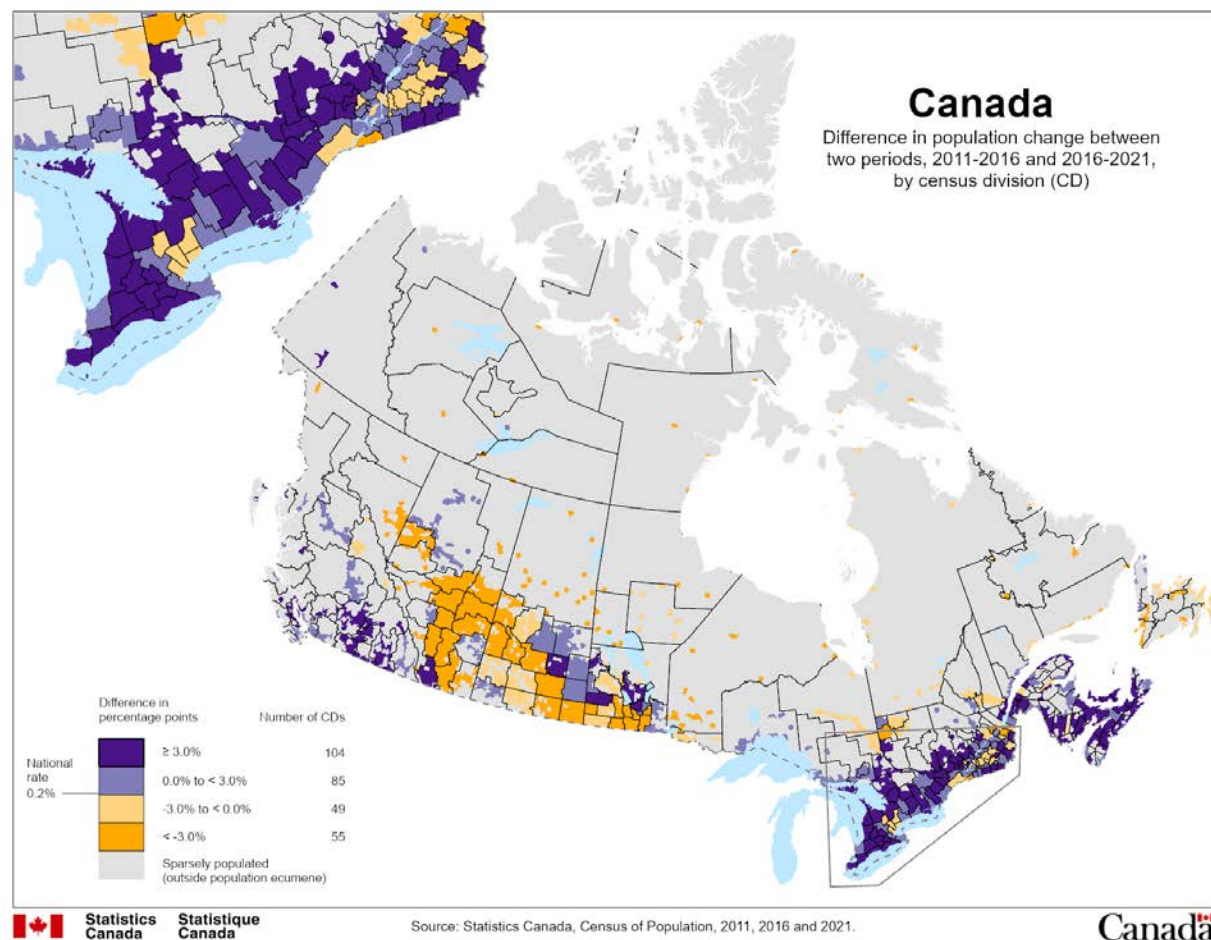 Canada
Difference in population change between
two periods, 2011-2016 and 2016-2021,
by census division (CD)
Difference in
percentage points
Number of CDs
≥ 3.0%
104
National
rate
0.2%
0.0% to < 3.0%
85
-3.0% to < 0.0%
49
< -3.0%
55
Sparsely populated
(outside population ecumene)
Statistics
Canada
Statistique
Canada
Source: Statistics Canada, Census of Population, 2011, 2016 and 2021.
Canada